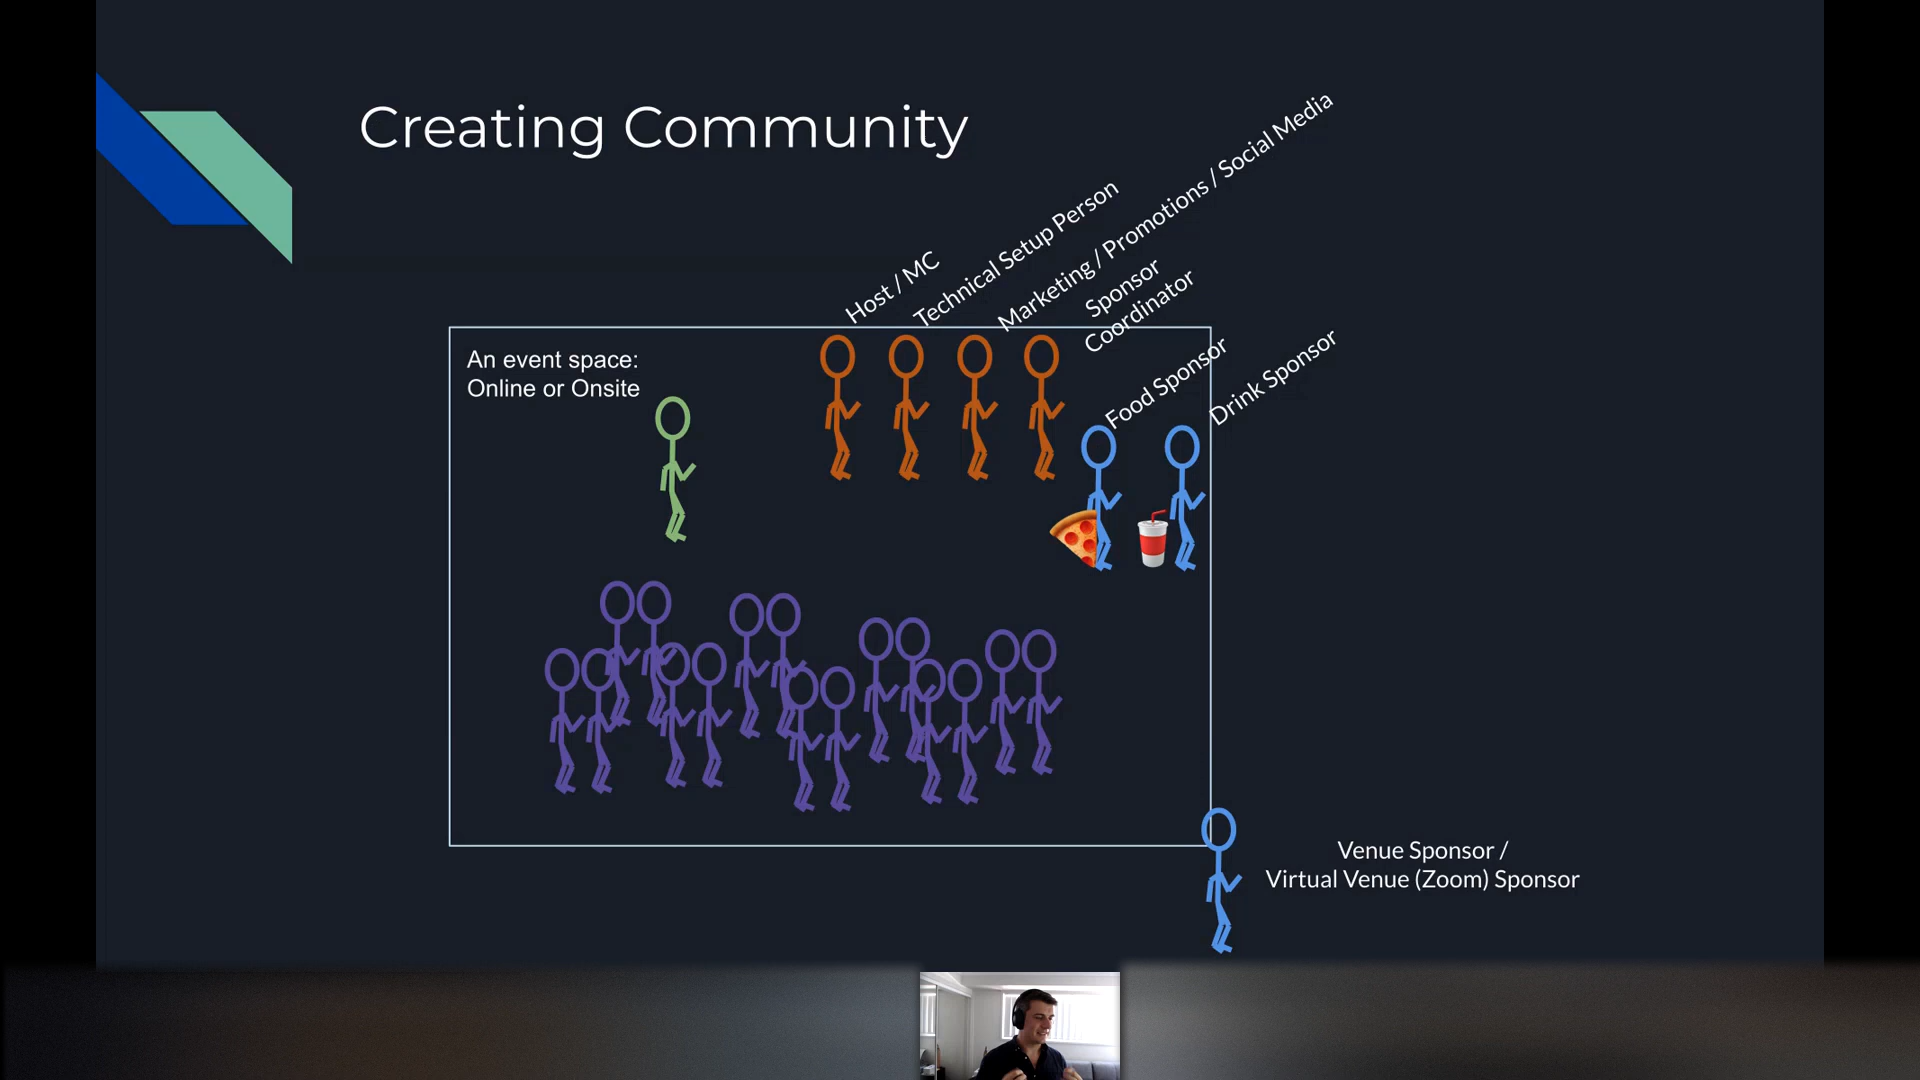 Creating Community
Host / MC
Technical Setup Person
Marketing / Promotions / Social Media
Sponsor
Coordinator
An event space:
Online or Onsite
Food Sponsor
Drink Sponsor
Venue Sponsor /
Virtual Venue (Zoom) Sponsor